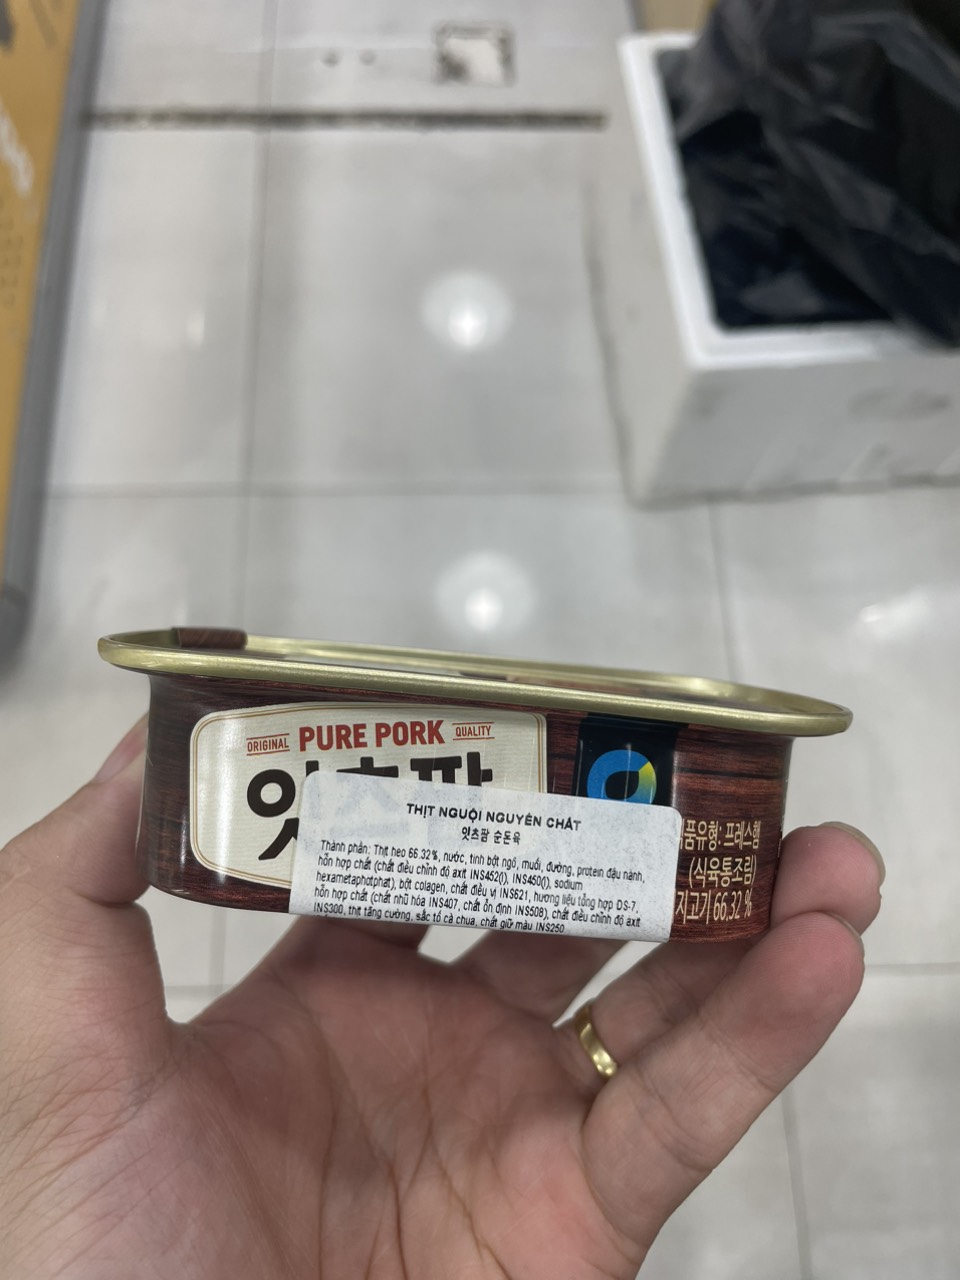 ORIGINAL PURE PORK QUALITY
THỊT NGUỘI NGUYÊN CHẤT
잇츠팜 순돈육
Thành phần: Thịt heo 66.32%, nước, tinh bột ngô, muối, đường, protein đậu nành,
hỗn hợp chất (chất điều chỉnh độ axit INS452(i), INS450(i), sodium
hexametaphotphat), bột colagen, chất điều vị INS621, hương liệu tổng hợp DS-7,
hỗn hợp chất (chất nhũ hóa INS407, chất ổn định INS508), chất điều chỉnh độ axit
INS300, thịt tăng cường, sắc tố cà chua, chất giữ màu INS250
식품유형: 프레스햄
(식육통조림)
지고기 66.32 %